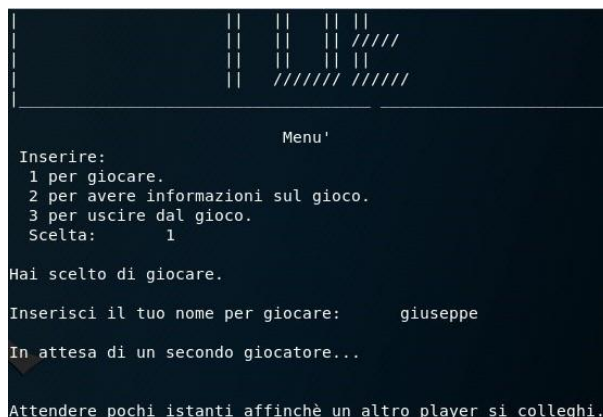 Menu'
Inserire:
1 per giocare.
2 per avere informazioni sul gioco.
3 per uscire dal gioco.
Scelta: 1
Hai scelto di giocare.
Inserisci il tuo nome per giocare: giuseppe
In attesa di un secondo giocatore...
Attendere pochi istanti affinchè un altro player si colleghi.